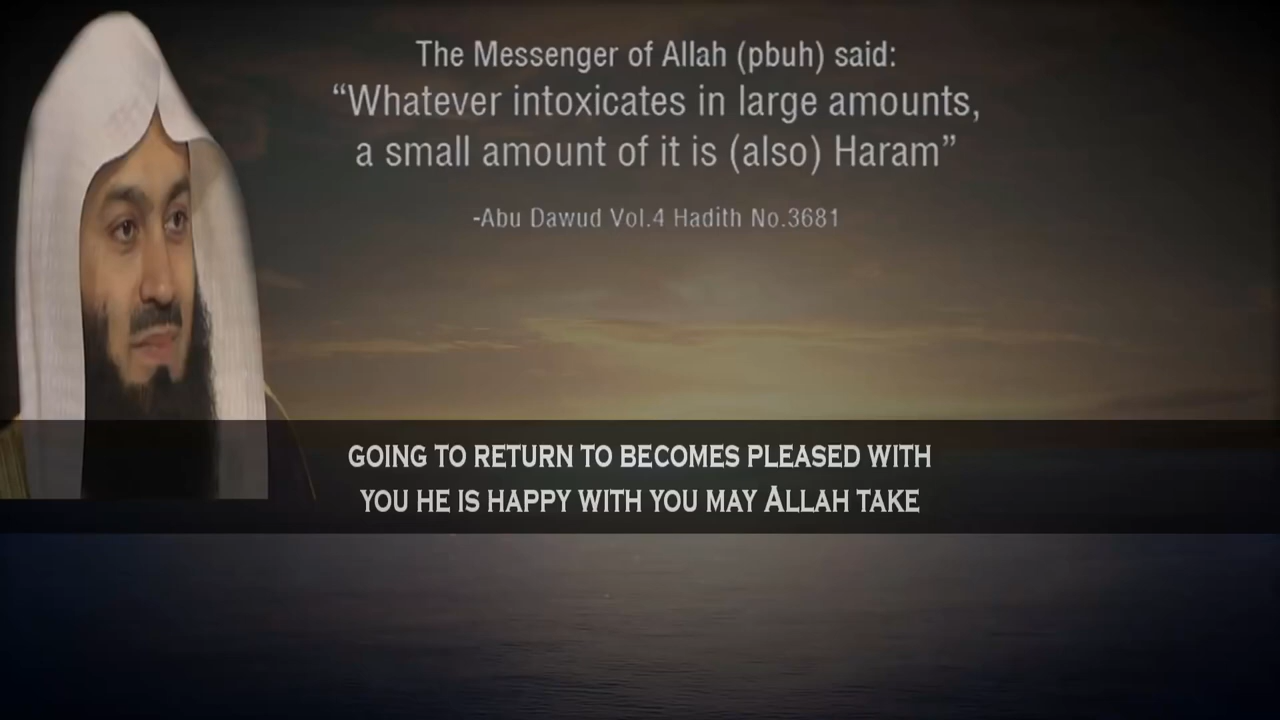 The Messenger of Allah (pbuh) said:
“Whatever intoxicates in large amounts,
a small amount of it is (also) Haram”
-Abu Dawud Vol.4 Hadith No.3681
GOING TO RETURN TO BECOMES PLEASED WITH
YOU HE IS HAPPY WITH YOU MAY ALLAH TAKE